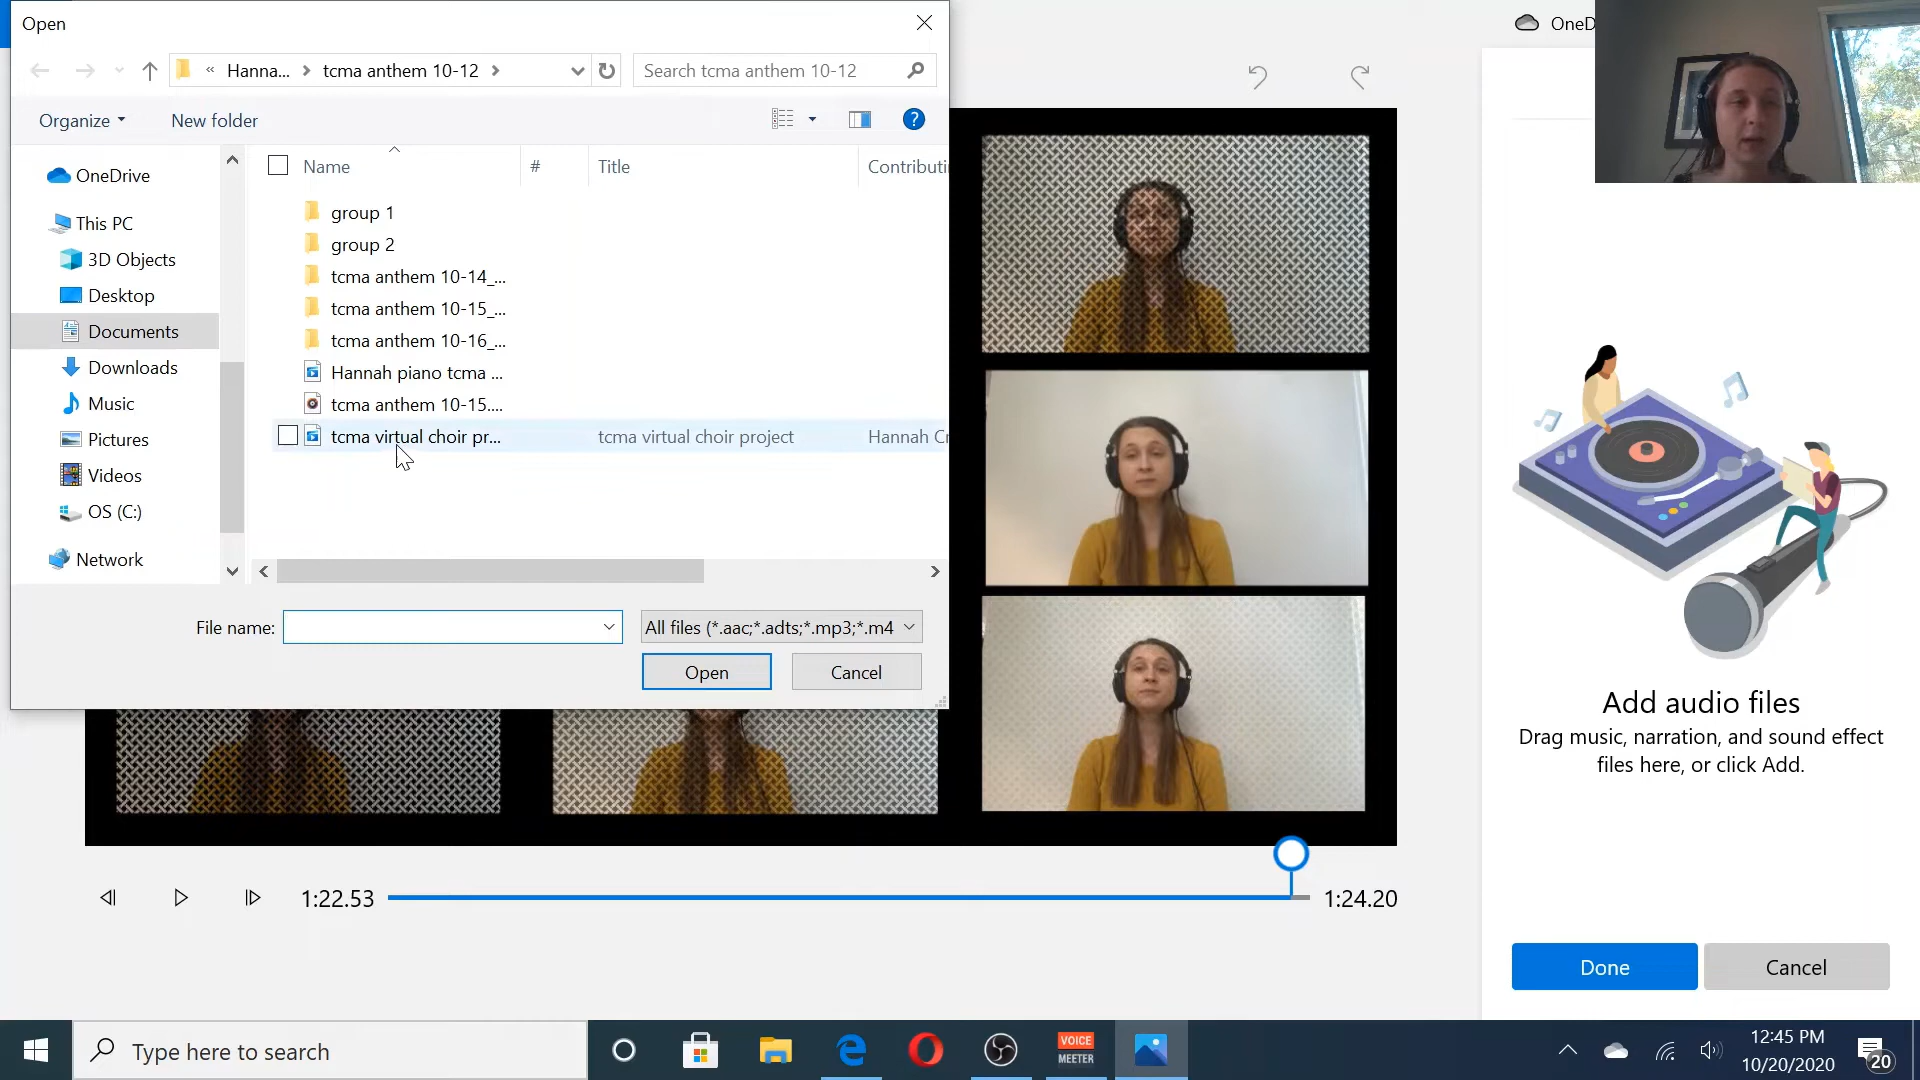 Open
« Hanna... > tcma anthem 10-12 >
Search tcma anthem 10-12
Organize
New folder
?
Name
#
Title
OneDrive
This PC
3D Objects
Desktop
Documents
Downloads
Music
Pictures
Videos
OS (C:)
Network
group 1
group 2
tcma anthem 10-14_...
tcma anthem 10-15_...
tcma anthem 10-16_...
Hannah piano tcma ...
tcma anthem 10-15....
tcma virtual choir pr...
tcma virtual choir project
Hannah
File name:
All files (*.aac;*.adts;*.mp3;*.m4
Open
Cancel
1:22.53
1:24.20
Add audio files
Drag music, narration, and sound effect
files here, or click Add.
Done
Cancel
Type here to search
VOICE
MEETER
12:45 PM
10/20/2020
20